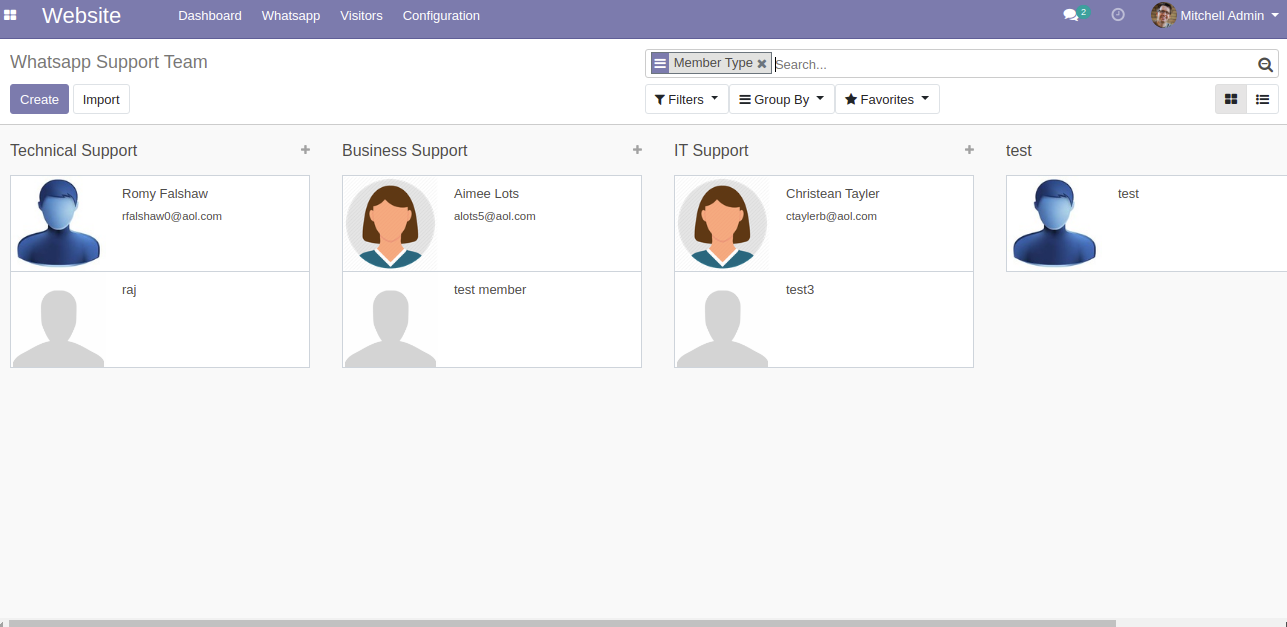 Website
Dashboard
Whatsapp
Visitors
Configuration
2
Mitchell Admin
Whatsapp Support Team
Member Type
Search...
Create
Import
Filters
Group By
Favorites
Technical Support
Business Support
IT Support
test
Romy Falshaw
rfalshaw0@aol.com
Aimee Lots
alots5@aol.com
Christean Tayler
ctaylerb@aol.com
test
raj
test member
test3